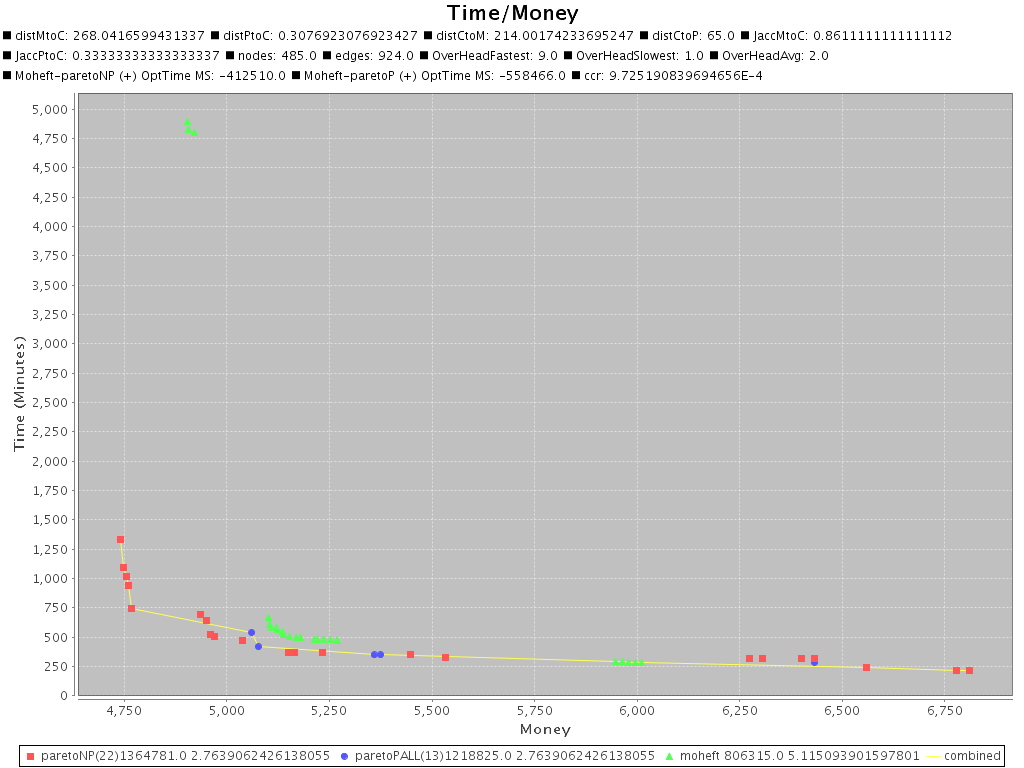 Time/Money
distMtoC: 268.0416599431337 distPtoC: 0.3076923076923427 distCtoM: 214.00174233695247 distCtoP: 65.0 JaccMtoC: 0.8611111111111112
JaccPtoC: 0.33333333333333337 nodes: 485.0 edges: 924.0 OverHeadFastest: 9.0 OverHeadSlowest: 1.0 OverHeadAvg: 2.0
Moheft-paretoNP (+) OptTime MS: -412510.0 Moheft-paretoP (+) OptTime MS: -558466.0 ccr: 9.725190839694656E-4
5,000
4,750
4,500
4,250
4,000
3,750
3,500
3,250
3,000
2,750
2,500
2,250
2,000
1,750
1,500
1,250
1,000
750
500
250
0
Time (Minutes)
4,750 5,000 5,250 5,500 5,750 6,000 6,250 6,500 6,750
Money
paretoNP(22)1364781.0 2.7639062426138055 paretoPALL(13)1218825.0 2.7639062426138055 moheft 806315.0 5.115093901597801 combined